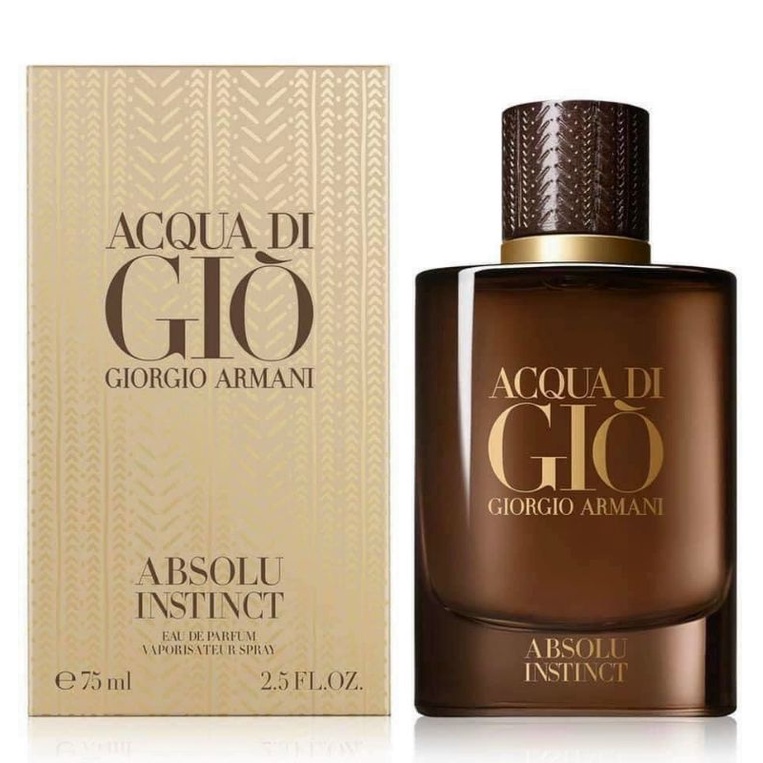 ACQUA DI
GIÒ
GIORGIO ARMANI
ABSOLU
INSTINCT
EAU DE PARFUM
VAPORISATEUR SPRAY
℮ 75 ml 2.5 FL.OZ.
ACQUA DI
GIÒ
GIORGIO ARMANI
ABSOLU
INSTINCT